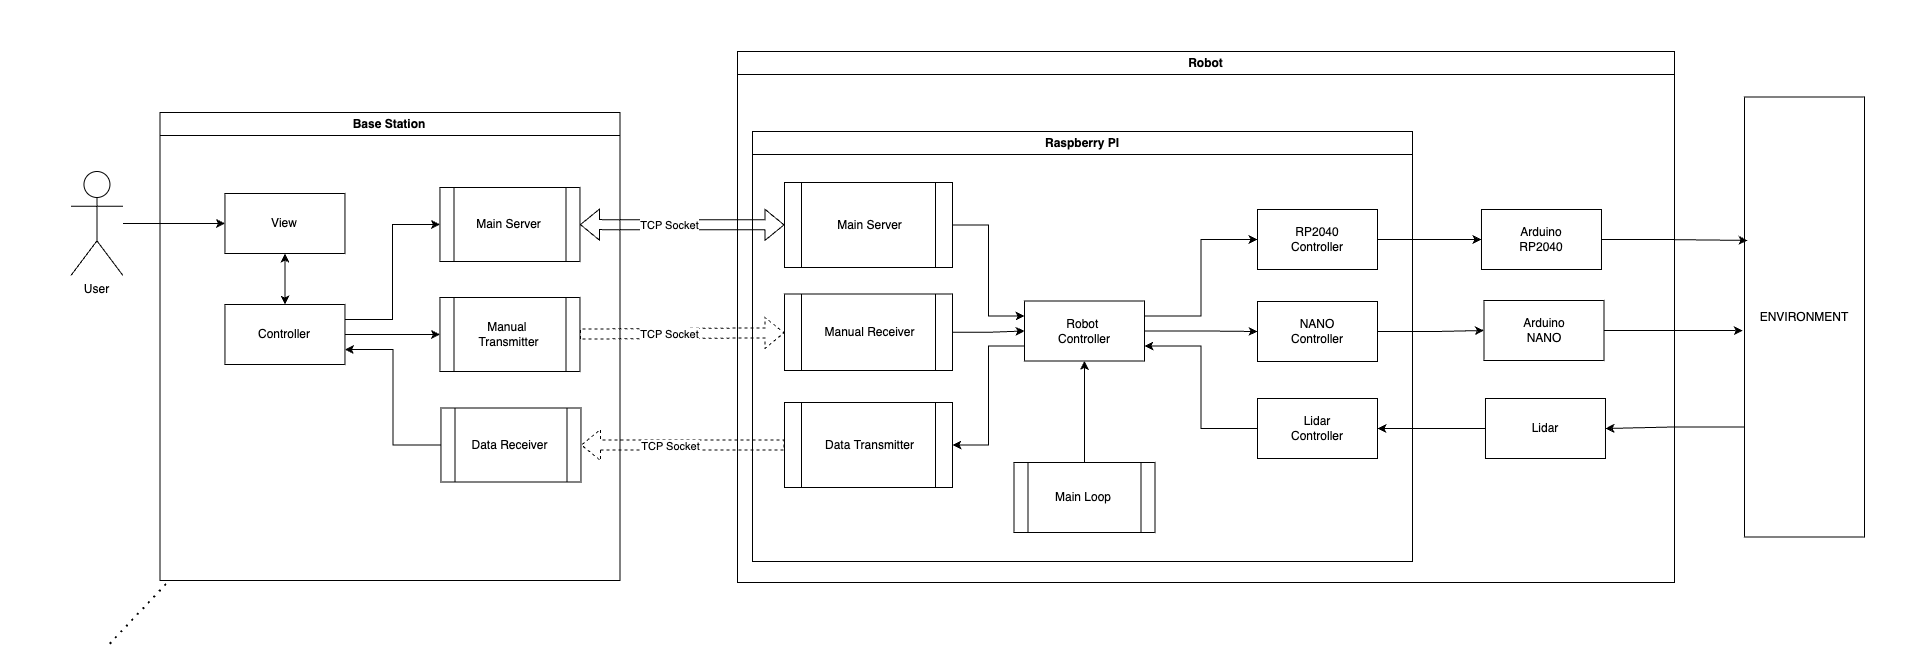 Robot
Base Station
Raspberry PI
User
View
Main Server
TCP Socket
Main Server
RP2040
Controller
Arduino
RP2040
ENVIRONMENT
Controller
Manual
Transmitter
TCP Socket
Manual Receiver
Robot
Controller
NANO
Controller
Arduino
NANO
Data Receiver
TCP Socket
Data Transmitter
Lidar
Controller
Lidar
Main Loop